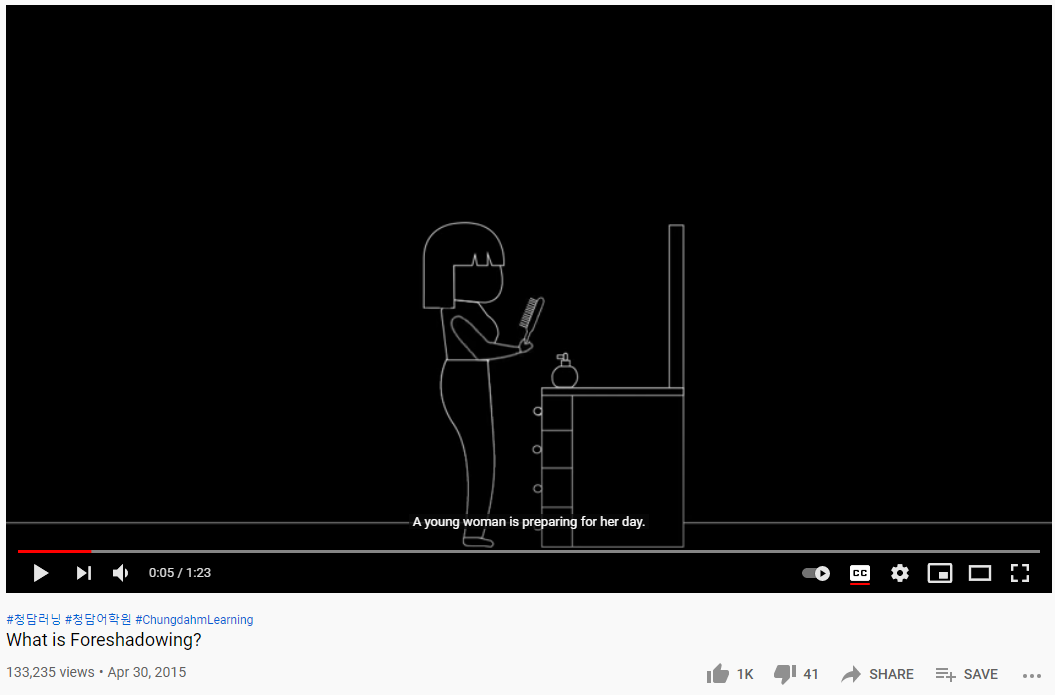 A young woman is preparing for her day.
0:05 / 1:23
CC
#청담러닝 #청담어학원 #ChungdahmLearning
What is Foreshadowing?
133,235 views • Apr 30, 2015
1K
41
SHARE
SAVE